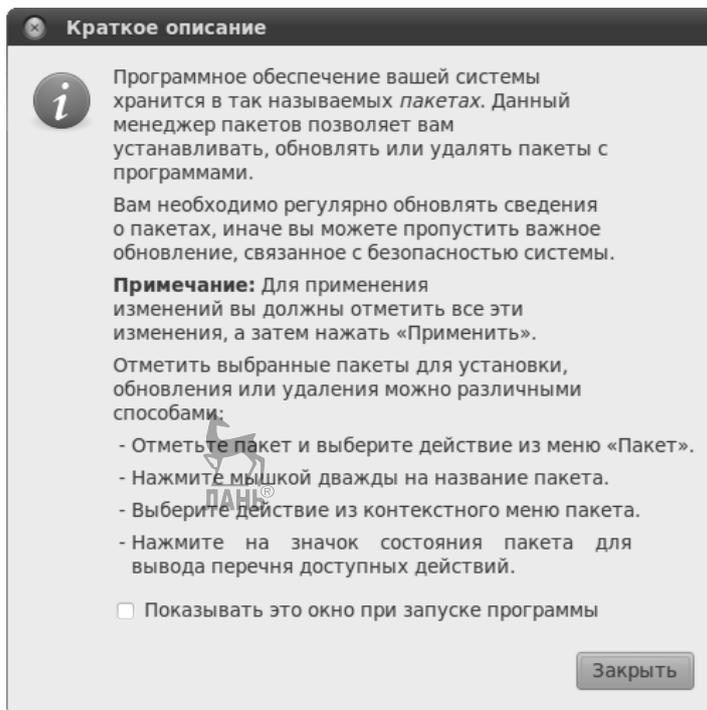 Краткое описание
Программное обеспечение вашей системы
хранится в так называемых пакетах. Данный
менеджер пакетов позволяет вам
устанавливать, обновлять или удалять пакеты с
программами.
Вам необходимо регулярно обновлять сведения
о пакетах, иначе вы можете пропустить важное
обновление, связанное с безопасностью системы.
Примечание: Для применения
изменений вы должны отметить все эти
изменения, а затем нажать «Применить».
Отметить выбранные пакеты для установки,
обновления или удаления можно различными
способами:
- Отметьте пакет и выберите действие из меню «Пакет».
- Нажмите мышкой дважды на название пакета.
ЛАНЬ®
- Выберите действие из контекстного меню пакета.
- Нажмите на значок состояния пакета для
вывода перечня доступных действий.
Показывать это окно при запуске программы
Закрыть